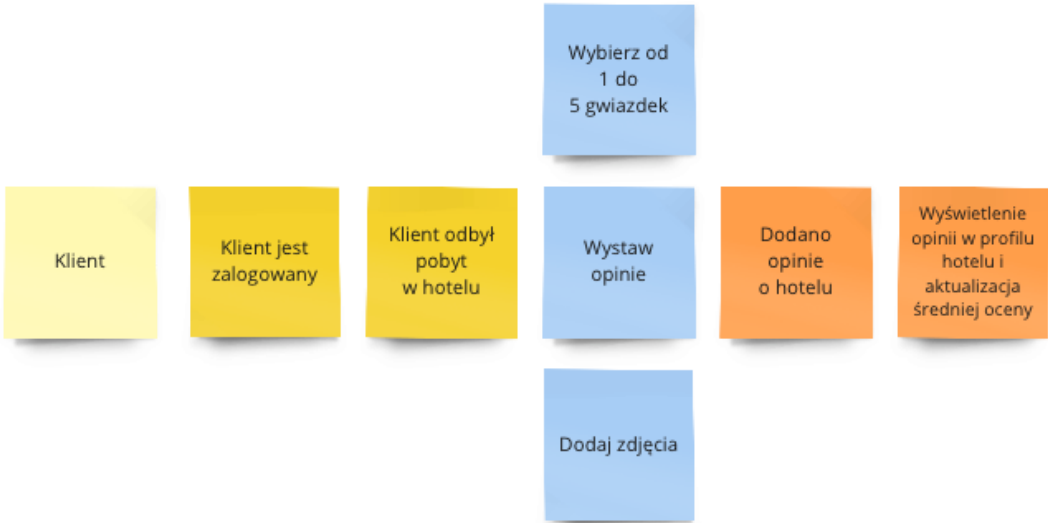 Wybierz od
1 do
5 gwiazdek
Klient
Klient jest
zalogowany
Klient odbył
pobyt
w hotelu
Wystaw
opinie
Dodano
opinie
o hotelu
Wyświetlenie
opinii w profilu
hotelu i
aktualizacja
średniej oceny
Dodaj zdjęcia